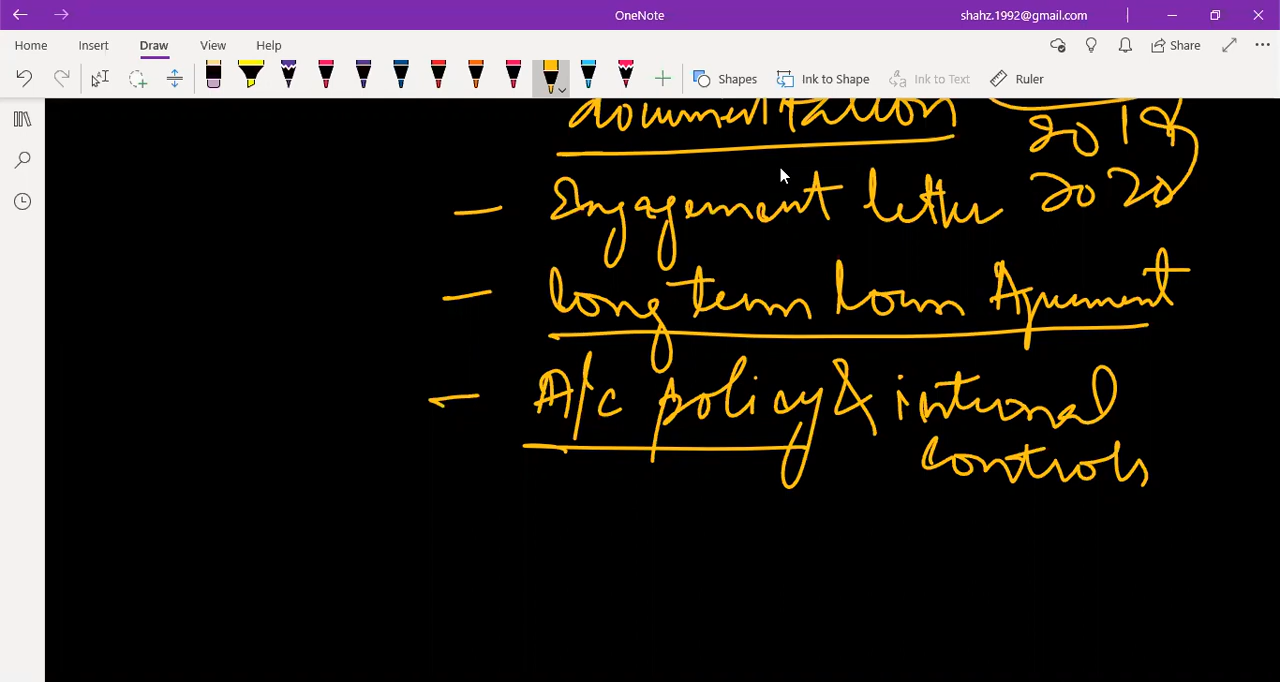 OneNote
shahz.1992@gmail.com
Home Insert Draw View Help
Share
Shapes Ink to Shape Ink to Text Ruler
documentation
2019
- Engagement letter 2020
- long term loan Agreement
- A/c policy & internal
controls